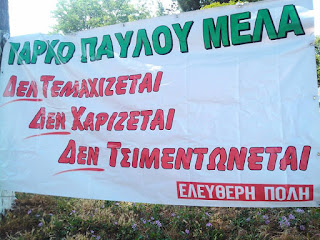 ΠΑΡΚΟ ΠΑΥΛΟΥ ΜΕΛΑ
ΔΕΝ ΤΕΜΑΧΙΖΕΤΑΙ
ΔΕΝ ΧΑΡΙΖΕΤΑΙ
ΔΕΝ ΤΣΙΜΕΝΤΩΝΕΤΑΙ
ΕΛΕΥΘΕΡΗ ΠΟΛΗ